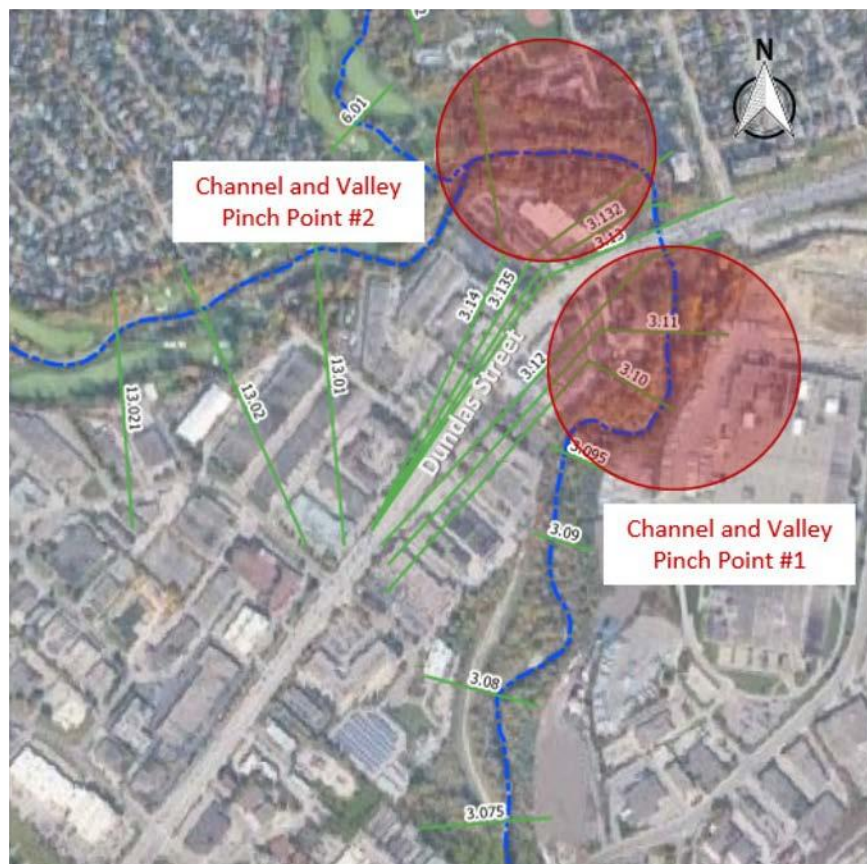 N
6.01
Channel and Valley
Pinch Point #2
3.132
3.13
3.14
3.135
3.12
Dundas Street
3.11
3.10
13.021
13.02
13.01
3.095
3.09
Channel and Valley
Pinch Point #1
3.08
3.075